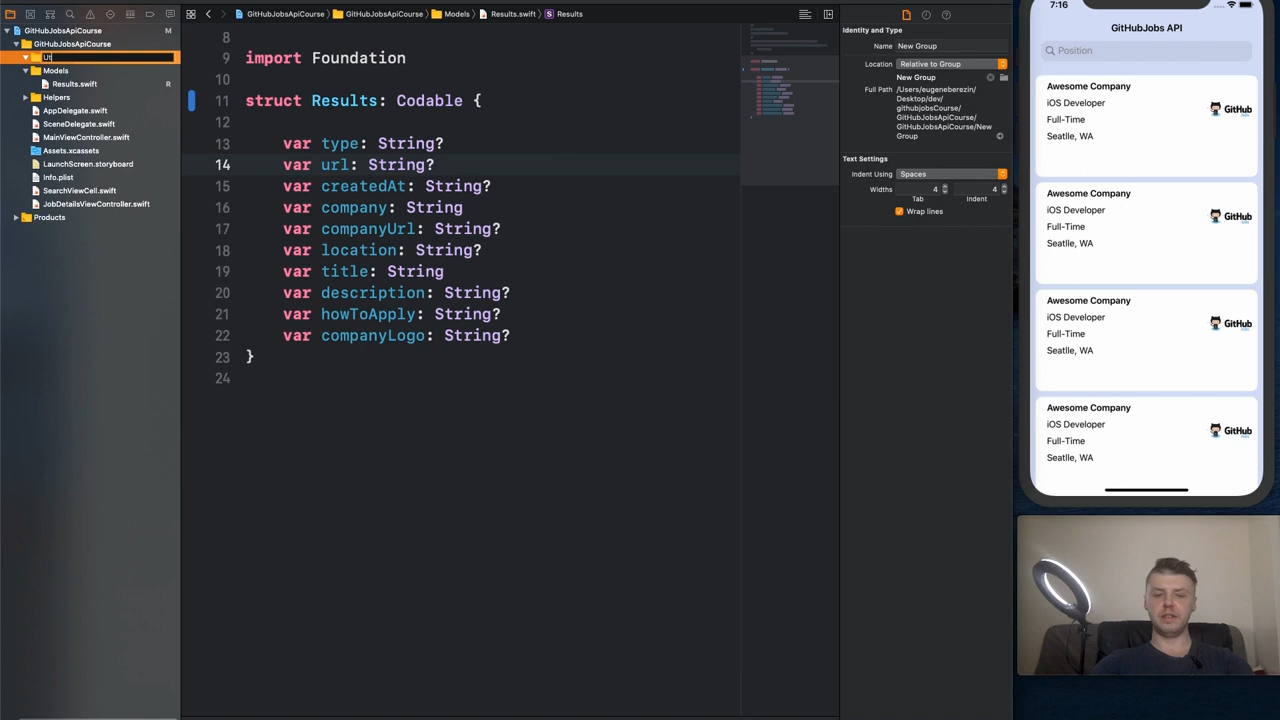 GitHubJobsApiCourse M
GitHubJobsApiCourse
Ut
Models
Results.swift R
Helpers
AppDelegate.swift
SceneDelegate.swift
MainViewController.swift
Assets.xcassets
LaunchScreen.storyboard
Info.plist
SearchViewCell.swift
JobDetailsViewController.swift
Products
GitHubJobsApiCourse GitHubJobsApiCourse Models Results.swift S Results
8
9 import Foundation
10
11 struct Results: Codable {
12
13 var type: String?
14 var url: String?
15 var createdAt: String?
16 var company: String
17 var companyUrl: String?
18 var location: String?
19 var title: String
20 var description: String?
21 var howToApply: String?
22 var companyLogo: String?
23 }
24
Identity and Type
Name New Group
Location Relative to Group
New Group
Full Path /Users/eugeneberezin/
Desktop/dev/
githubjobsCourse/
GitHubJobsApiCourse/
GitHubJobsApiCourse/New
Group
Text Settings
Indent Using Spaces
Widths 4 4
Tab Indent
Wrap lines
7:16
GitHubJobs API
Position
Awesome Company
iOS Developer
Full-Time
Seatlle, WA
GitHub
Awesome Company
iOS Developer
Full-Time
Seatlle, WA
GitHub
Awesome Company
iOS Developer
Full-Time
Seatlle, WA
GitHub
Awesome Company
iOS Developer
Full-Time
Seatlle, WA
GitHub